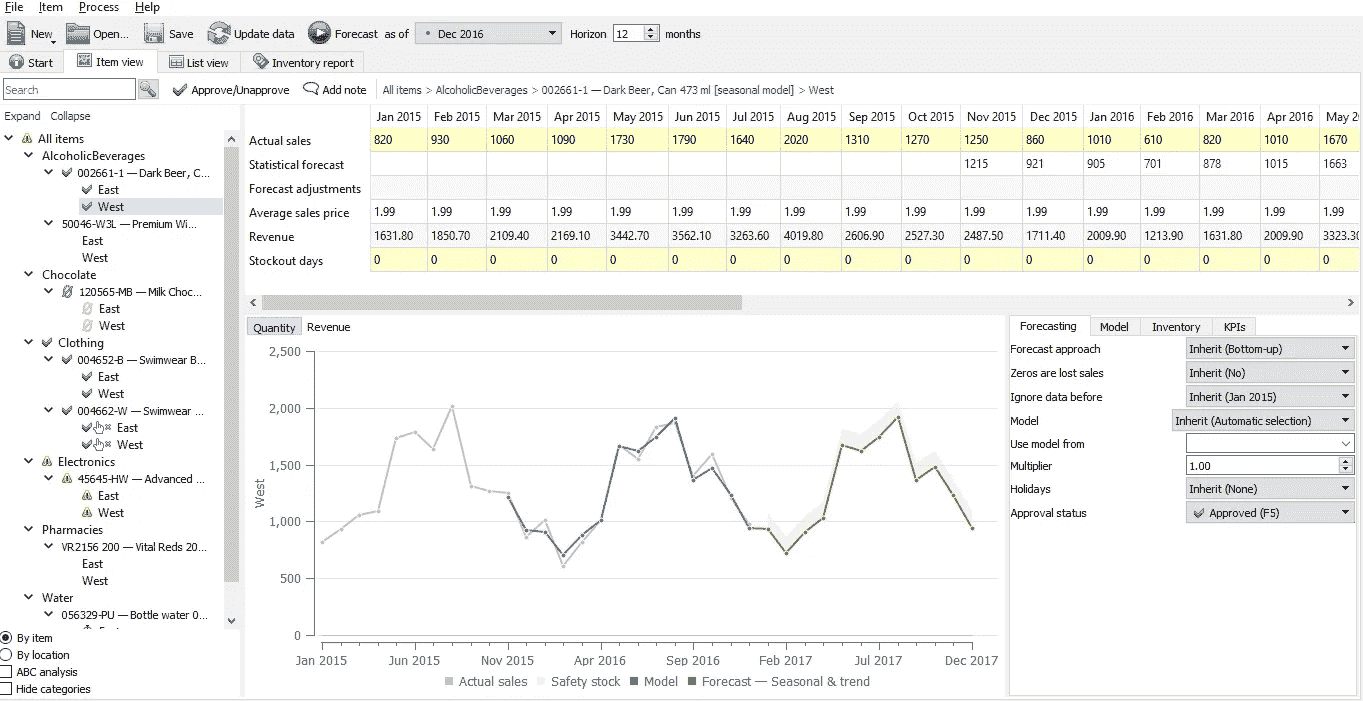 File Item Process Help
New Open... Save Update data Forecast as of • Dec 2016 Horizon 12 months
Start Item view List view Inventory report
Search Approve/Unapprove Add note All items > AlcoholicBeverages > 002661-1 — Dark Beer, Can 473 ml [seasonal model] > West
Expand Collapse
All items
AlcoholicBeverages
002661-1 — Dark Beer, C...
East
West
50046-W3L — Premium Wi...
East
West
Chocolate
120565-MB — Milk Choc...
East
West
Clothing
004652-B — Swimwear B...
East
West
004662-W — Swimwear ...
East
West
Electronics
45645-HW — Advanced ...
East
West
Pharmacies
VR2156 200 — Vital Reds 20...
East
West
Water
056329-PU — Bottle water 0...
By item
By location
ABC analysis
Hide categories
Jan 2015 Feb 2015 Mar 2015 Apr 2015 May 2015 Jun 2015 Jul 2015 Aug 2015 Sep 2015 Oct 2015 Nov 2015 Dec 2015 Jan 2016 Feb 2016 Mar 2016 Apr 2016 May 2
Actual sales 820 930 1060 1090 1730 1790 1640 2020 1310 1270 1250 860 1010 610 820 1010 1670
Statistical forecast 1215 921 905 701 878 1015 1663
Forecast adjustments
Average sales price 1.99 1.99 1.99 1.99 1.99 1.99 1.99 1.99 1.99 1.99 1.99 1.99 1.99 1.99 1.99 1.99 1.99
Revenue 1631.80 1850.70 2109.40 2169.10 3442.70 3562.10 3263.60 4019.80 2606.90 2527.30 2487.50 1711.40 2009.90 1213.90 1631.80 2009.90 3323.30
Stockout days 0 0 0 0 0 0 0 0 0 0 0 0 0 0 0 0 0
Quantity Revenue
2,500
2,000
1,500
1,000
500
0
West
Jan 2015 Jun 2015 Nov 2015 Apr 2016 Sep 2016 Feb 2017 Jul 2017 Dec 2017
Actual sales Safety stock Model Forecast — Seasonal & trend
Forecasting Model Inventory KPIs
Forecast approach Inherit (Bottom-up)
Zeros are lost sales Inherit (No)
Ignore data before Inherit (Jan 2015)
Model Inherit (Automatic selection)
Use model from
Multiplier 1.00
Holidays Inherit (None)
Approval status Approved (F5)